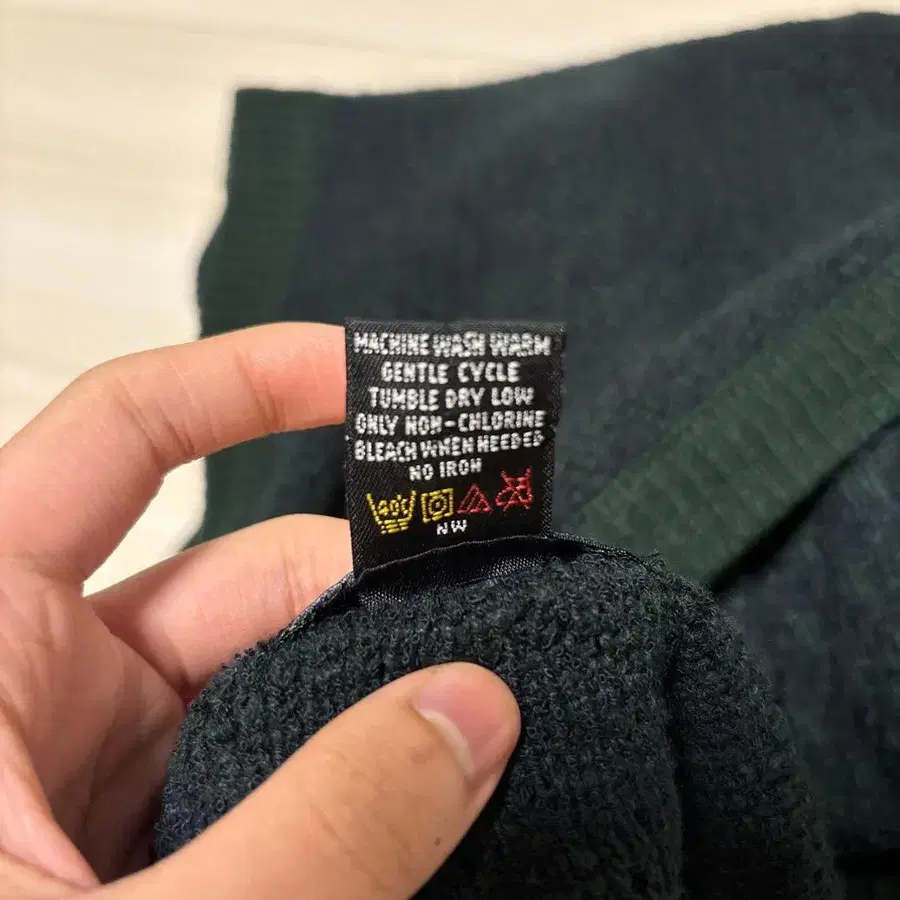 MACHINE WASH WARM
GENTLE CYCLE
TUMBLE DRY LOW
ONLY NON-CHLORINE
BLEACH WHEN NEEDED
NO IRON
40°C
NW